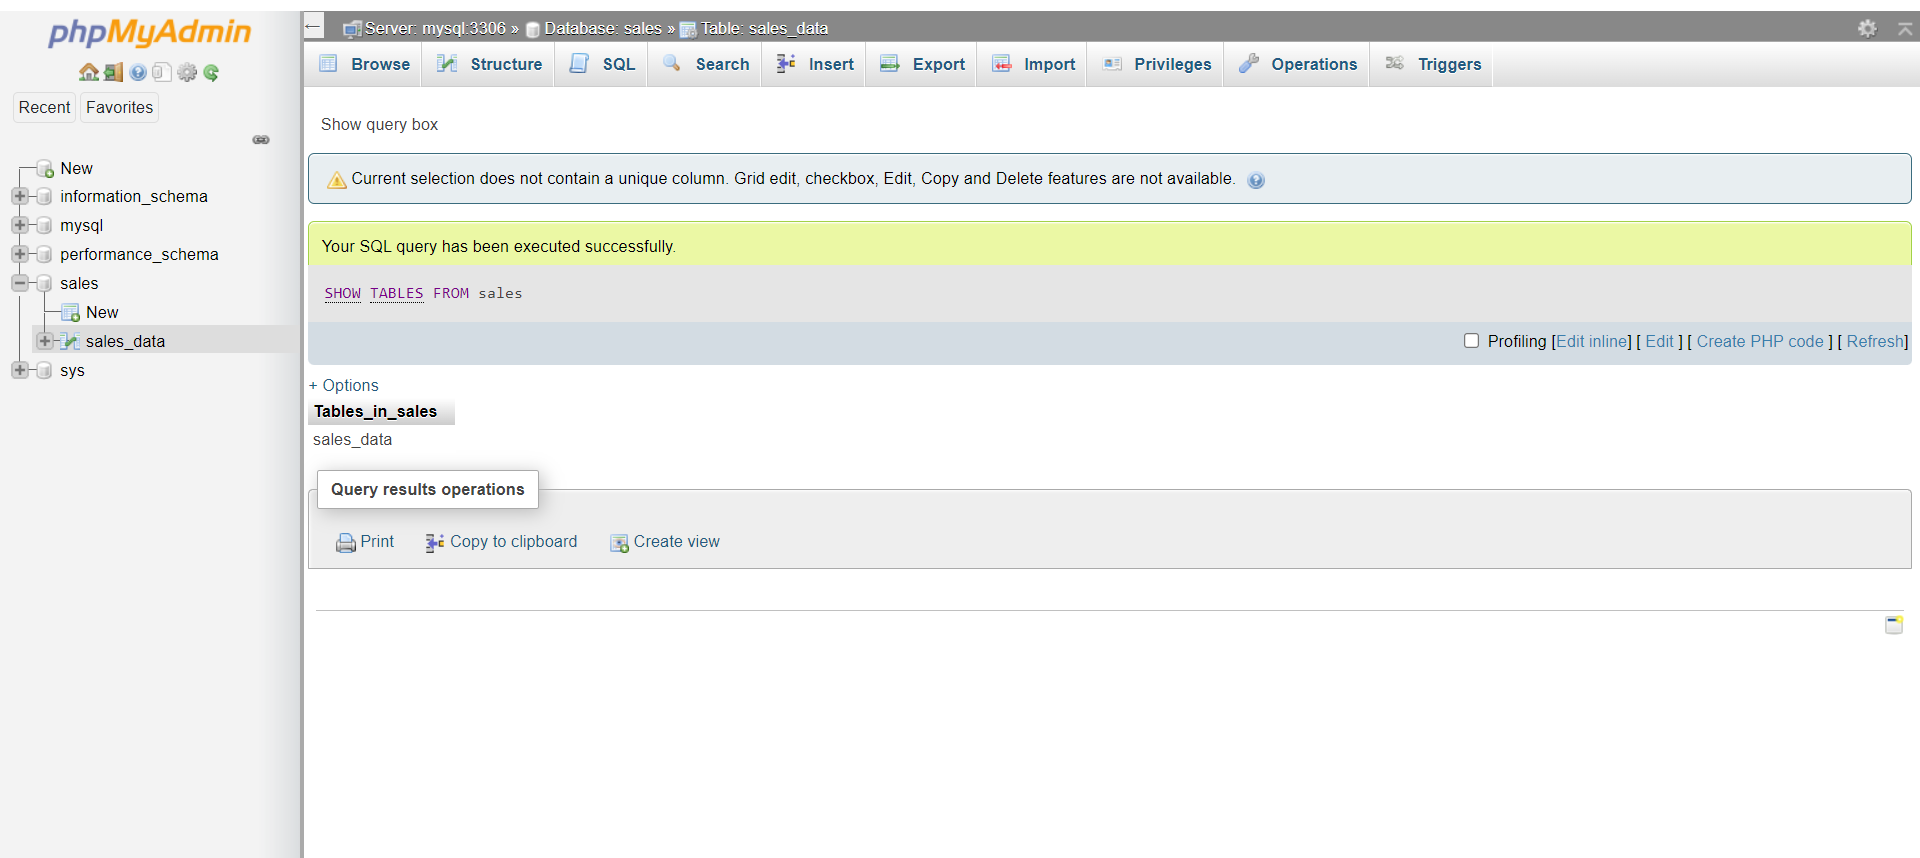 phpMyAdmin
Recent Favorites
New
information_schema
mysql
performance_schema
sales
New
sales_data
sys
Server: mysql:3306 » Database: sales » Table: sales_data
Browse Structure SQL Search Insert Export Import Privileges Operations Triggers
Show query box
Current selection does not contain a unique column. Grid edit, checkbox, Edit, Copy and Delete features are not available.
Your SQL query has been executed successfully.
SHOW TABLES FROM sales
Profiling [Edit inline] [ Edit ] [ Create PHP code ] [ Refresh]
+ Options
Tables_in_sales
sales_data
Query results operations
Print Copy to clipboard Create view